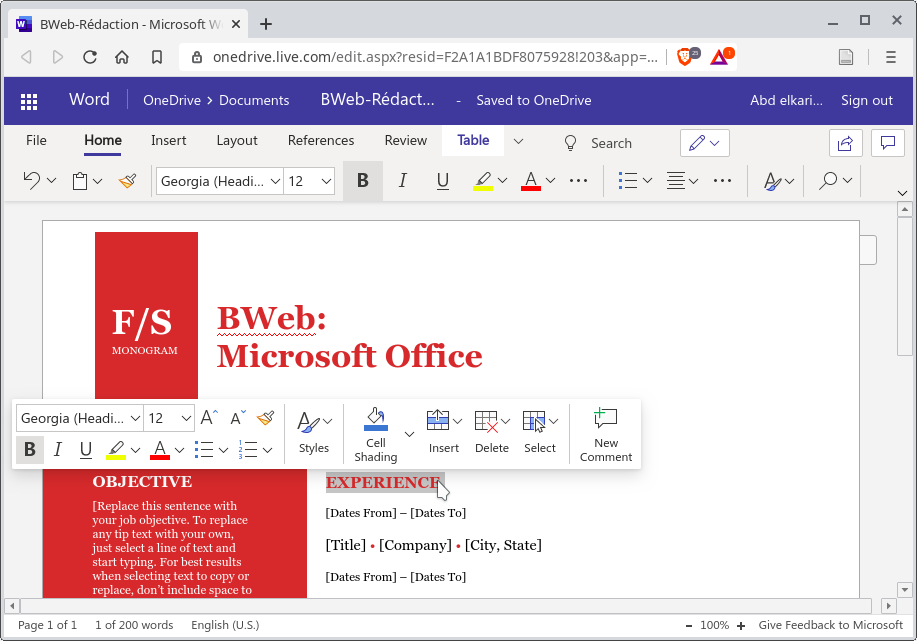 BWeb-Rédaction - Microsoft W
onedrive.live.com/edit.aspx?resid=F2A1A1BDF8075928!203&app=...
25
1
Word
OneDrive > Documents
BWeb-Rédact...
- Saved to OneDrive
Abd elkari...
Sign out
File
Home
Insert
Layout
References
Review
Table
Search
Georgia (Headi...
12
B
I
U
A
F/S
MONOGRAM
BWeb:
Microsoft Office
Georgia (Headi...
12
B
I
U
A
Styles
Cell
Shading
Insert
Delete
Select
New
Comment
OBJECTIVE
[Replace this sentence with
your job objective. To replace
any tip text with your own,
just select a line of text and
start typing. For best results
when selecting text to copy or
replace, don't include space to
EXPERIENCE
[Dates From] – [Dates To]
[Title] • [Company] • [City, State]
[Dates From] – [Dates To]
Page 1 of 1
1 of 200 words
English (U.S.)
- 100% +
Give Feedback to Microsoft